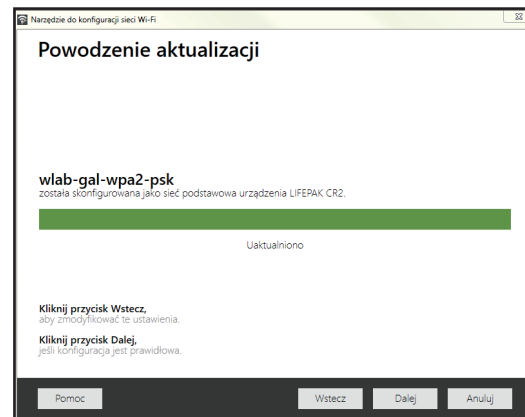 Narzędzie do konfiguracji sieci Wi-Fi
Powodzenie aktualizacji
wlab-gal-wpa2-psk
została skonfigurowana jako sieć podstawowa urządzenia LIFEPAK CR2.
Uaktualniono
Kliknij przycisk Wstecz,
aby zmodyfikować te ustawienia.
Kliknij przycisk Dalej,
jeśli konfiguracja jest prawidłowa.
Pomoc Wstecz Dalej Anuluj